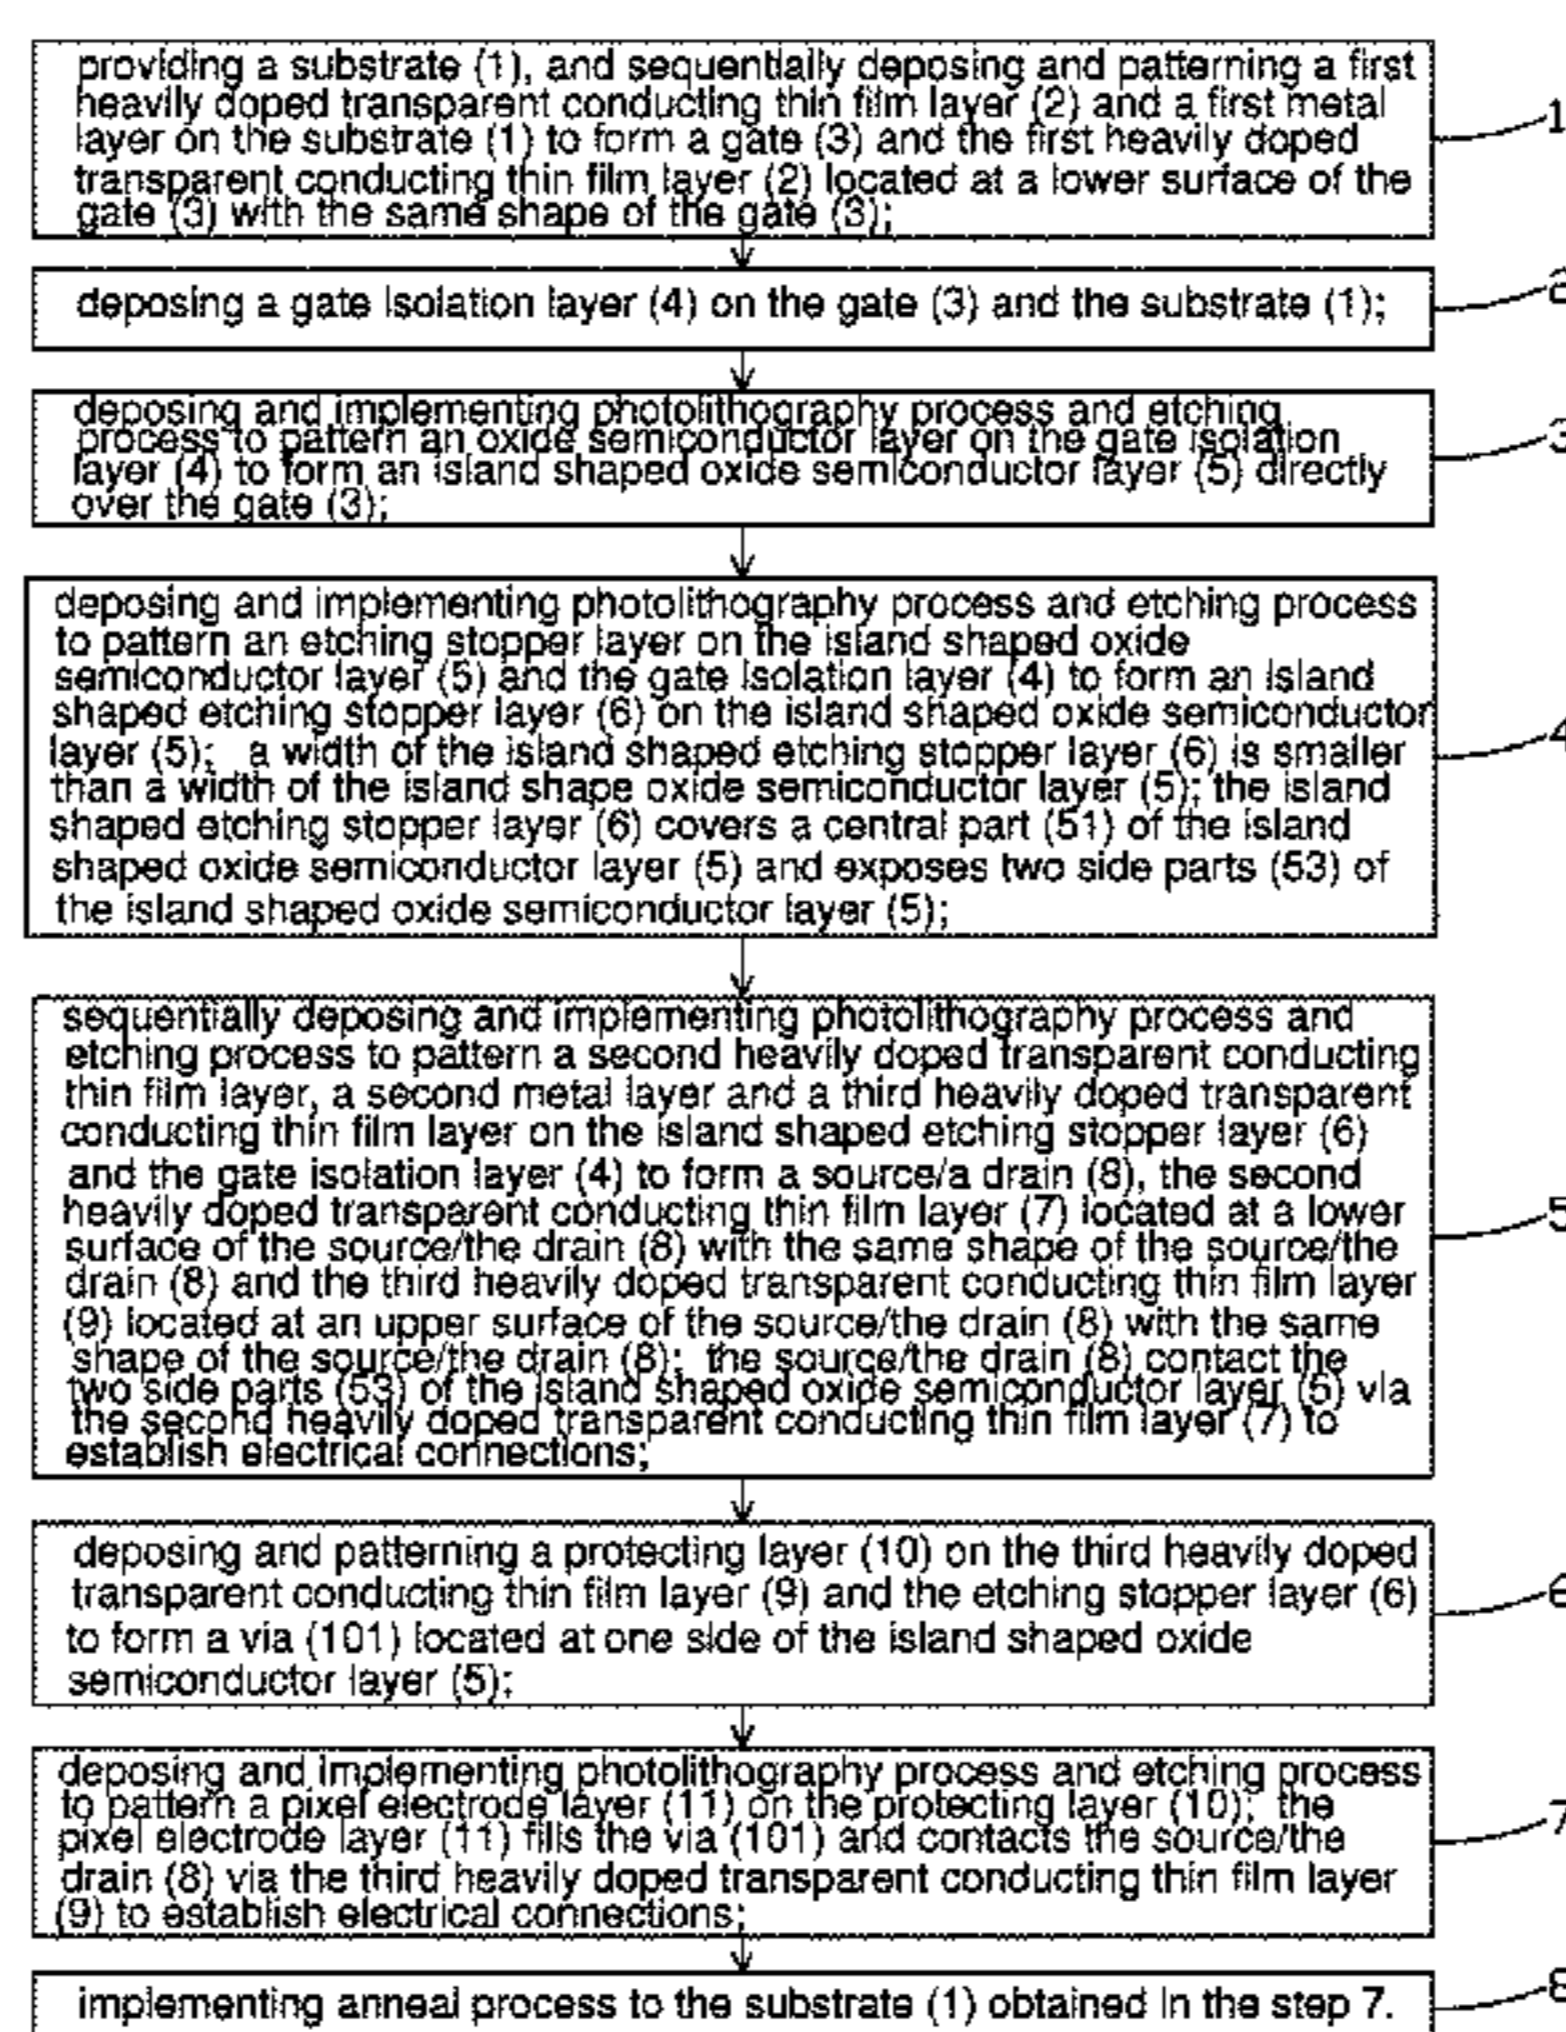 providing a substrate (1), and sequentially deposing and patterning a first
heavily doped transparent conducting thin film layer (2) and a first metal
layer on the substrate (1) to form a gate (3) and the first heavily doped
transparent conducting thin film layer (2) located at a lower surface of the
gate (3) with the same shape of the gate (3);
1
deposing a gate isolation layer (4) on the gate (3) and the substrate (1);
2
deposing and implementing photolithography process and etching
process to pattern an oxide semiconductor layer on the gate isolation
layer (4) to form an island shaped oxide semiconductor layer (5) directly
over the gate (3);
3
deposing and implementing photolithography process and etching process
to pattern an etching stopper layer on the island shaped oxide
semiconductor layer (5) and the gate isolation layer (4) to form an island
shaped etching stopper layer (6) on the island shaped oxide semiconductor
layer (5); a width of the island shaped etching stopper layer (6) is smaller
than a width of the island shape oxide semiconductor layer (5); the island
shaped etching stopper layer (6) covers a central part (51) of the island
shaped oxide semiconductor layer (5) and exposes two side parts (53) of
the island shaped oxide semiconductor layer (5);
4
sequentially deposing and implementing photolithography process and
etching process to pattern a second heavily doped transparent conducting
thin film layer, a second metal layer and a third heavily doped transparent
conducting thin film layer on the island shaped etching stopper layer (6)
and the gate isolation layer (4) to form a source/a drain (8), the second
heavily doped transparent conducting thin film layer (7) located at a lower
surface of the source/the drain (8) with the same shape of the source/the
drain (8) and the third heavily doped transparent conducting thin film layer
(9) located at an upper surface of the source/the drain (8) with the same
shape of the source/the drain (8); the source/the drain (8) contact the
two side parts (53) of the island shaped oxide semiconductor layer (5) via
the second heavily doped transparent conducting thin film layer (7) to
establish electrical connections;
5
deposing and patterning a protecting layer (10) on the third heavily doped
transparent conducting thin film layer (9) and the etching stopper layer (6)
to form a via (101) located at one side of the island shaped oxide
semiconductor layer (5);
6
deposing and implementing photolithography process and etching process
to pattern a pixel electrode layer (11) on the protecting layer (10); the
pixel electrode layer (11) fills the via (101) and contacts the source/the
drain (8) via the third heavily doped transparent conducting thin film layer
(9) to establish electrical connections;
7
implementing anneal process to the substrate (1) obtained in the step 7.
8